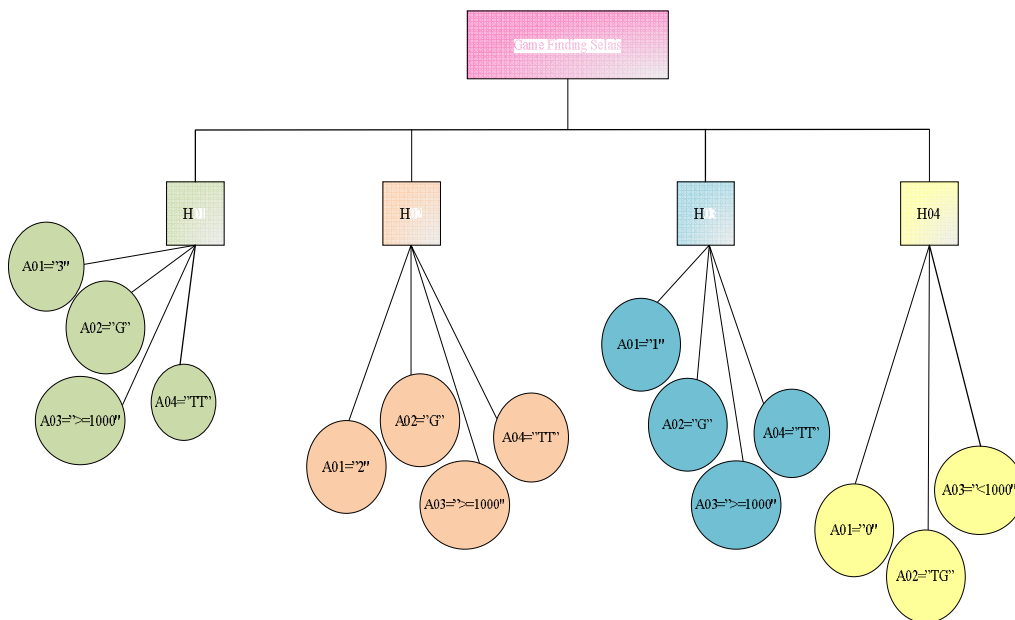 Game Finding Selais
H01
H04
A01=”3"
A02=”G”
A03=”>=1000"
A04=”TT”
A01=”2"
A02=”G”
A03=”>=1000"
A04=”TT”
A01=”1"
A02=”G”
A03=”>=1000"
A04=”TT”
A01=”0"
A02=”TG”
A03=”<1000"